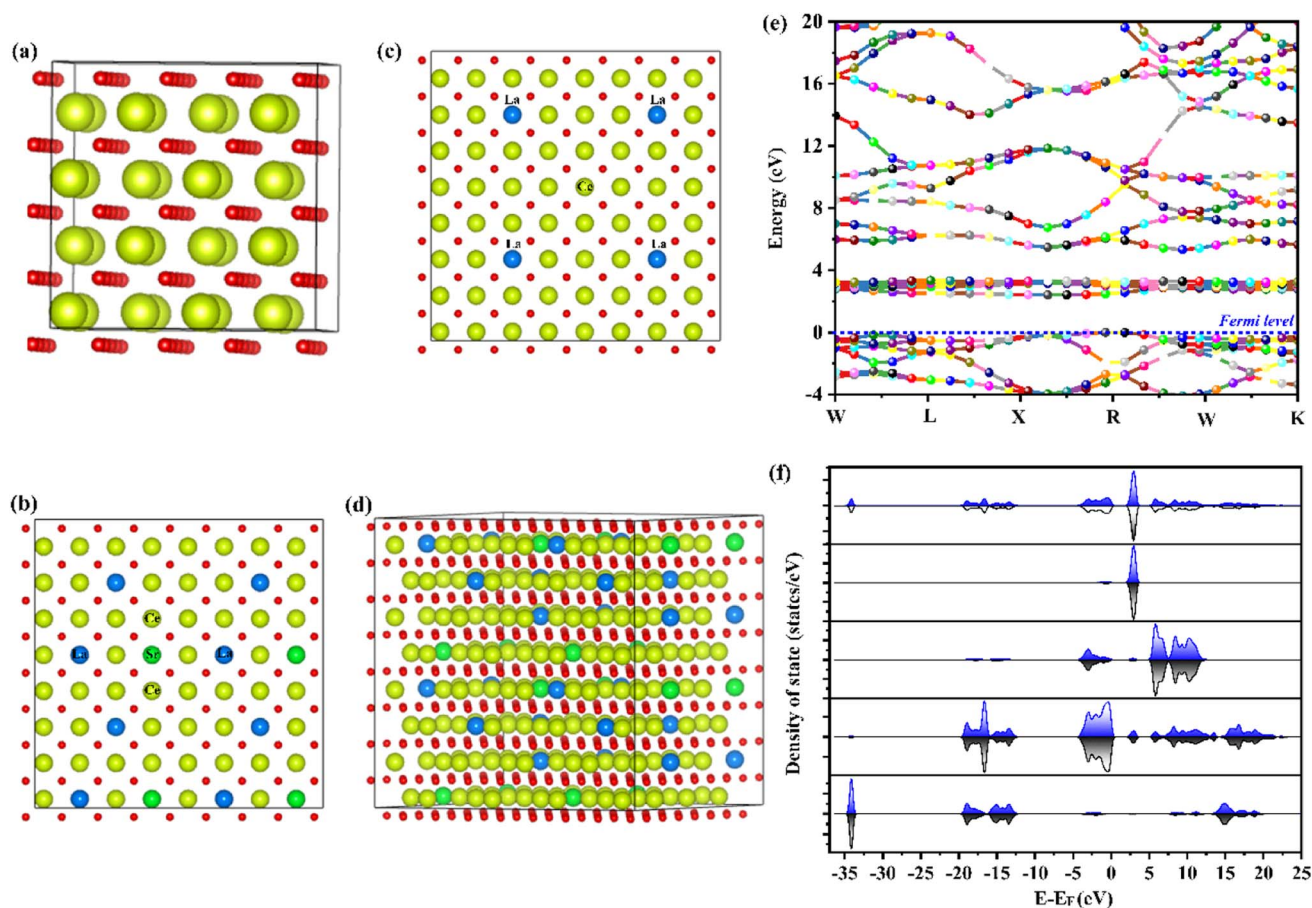 (a)
(c)
La
La
Ce
La
La
(e)
20
16
12
8
4
0
-4
Energy (eV)
Fermi level
W
L
X
R
W
K
(b)
Ce
La
Sr
La
Ce
(d)
(f)
Density of state (states/eV)
-35 -30 -25 -20 -15 -10 -5 0 5 10 15 20 25
E-EF (eV)